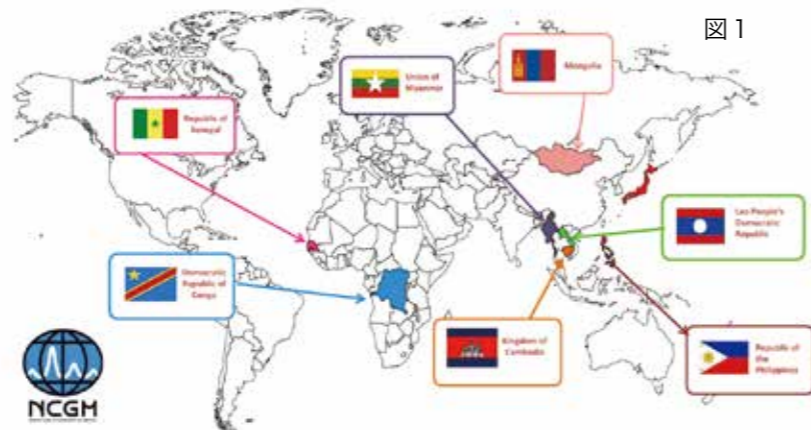 図1
Mongolia
Union of
Myanmar
Republic of
Senegal
Lao People's
Democratic
Republic
Democratic
Republic of
Congo
Kingdom of
Cambodia
Republic of
the
Philippines
NCGM